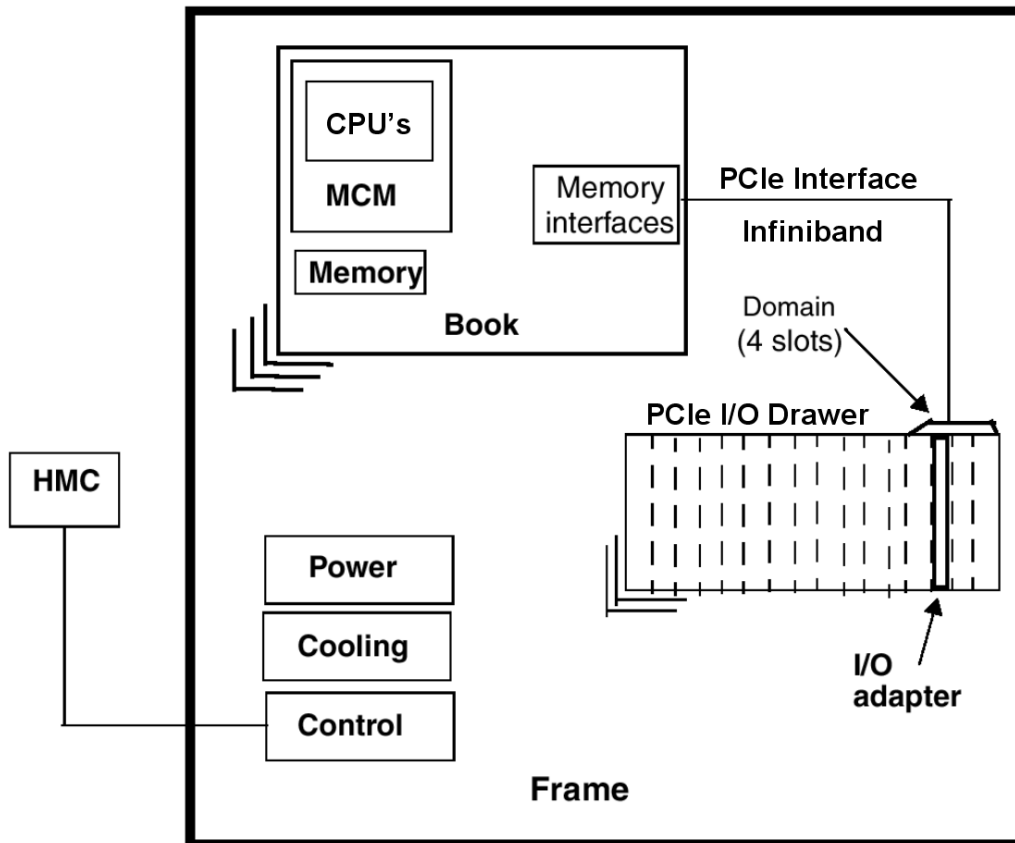 CPU's
MCM
Memory
Memory
interfaces
Book
PCIe Interface
Infiniband
Domain
(4 slots)
PCIe I/O Drawer
HMC
Power
Cooling
Control
I/O
adapter
Frame